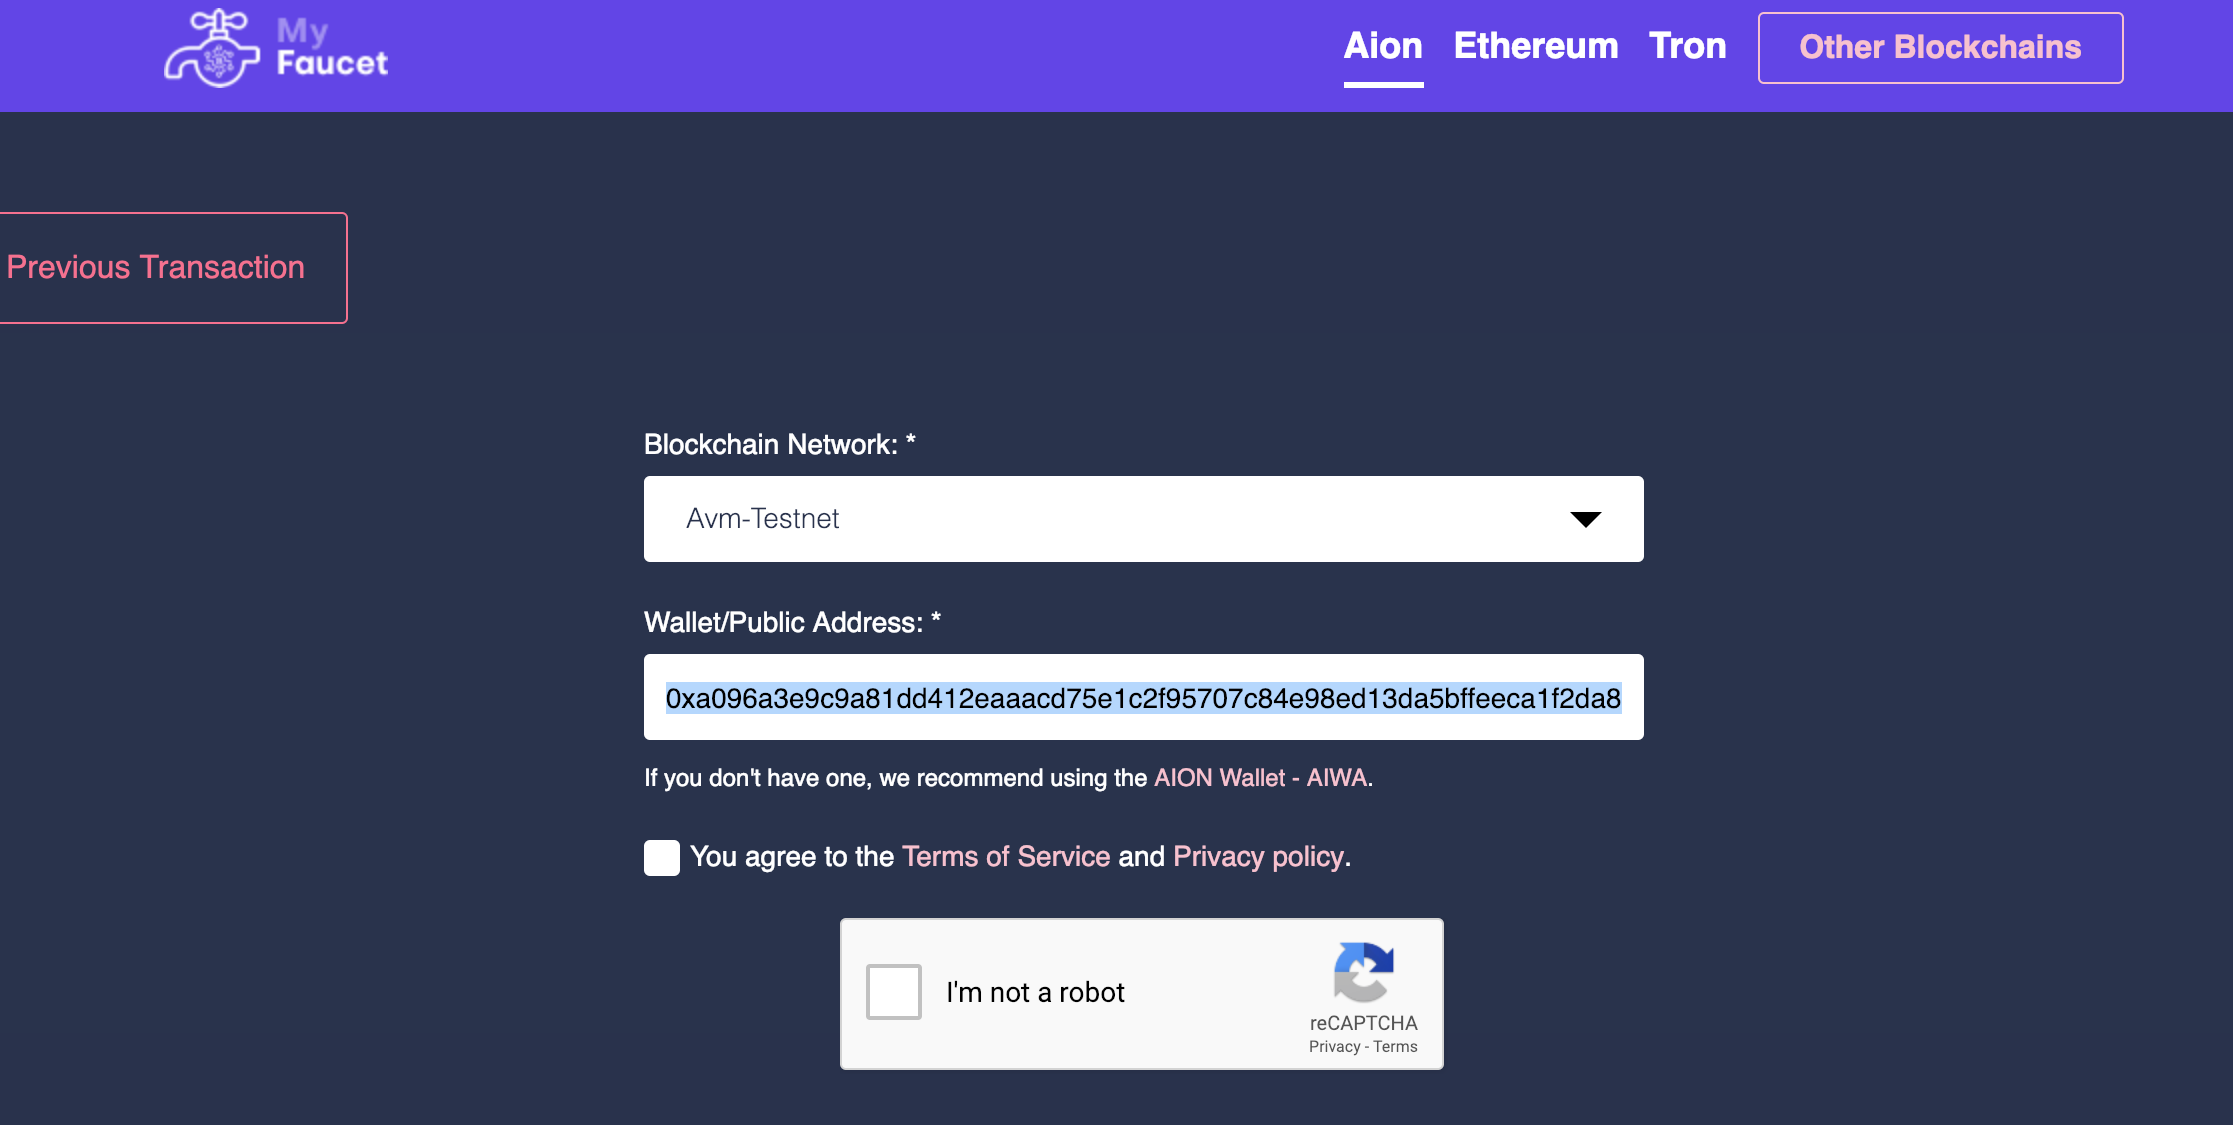 My
Faucet
Aion Ethereum Tron Other Blockchains
Previous Transaction
Blockchain Network: *
Avm-Testnet
Wallet/Public Address: *
0xa096a3e9c9a81dd412eaaacd75e1c2f95707c84e98ed13da5bffeeca1f2da8
If you don't have one, we recommend using the AION Wallet - AIWA.
You agree to the Terms of Service and Privacy policy.
I'm not a robot
reCAPTCHA
Privacy - Terms